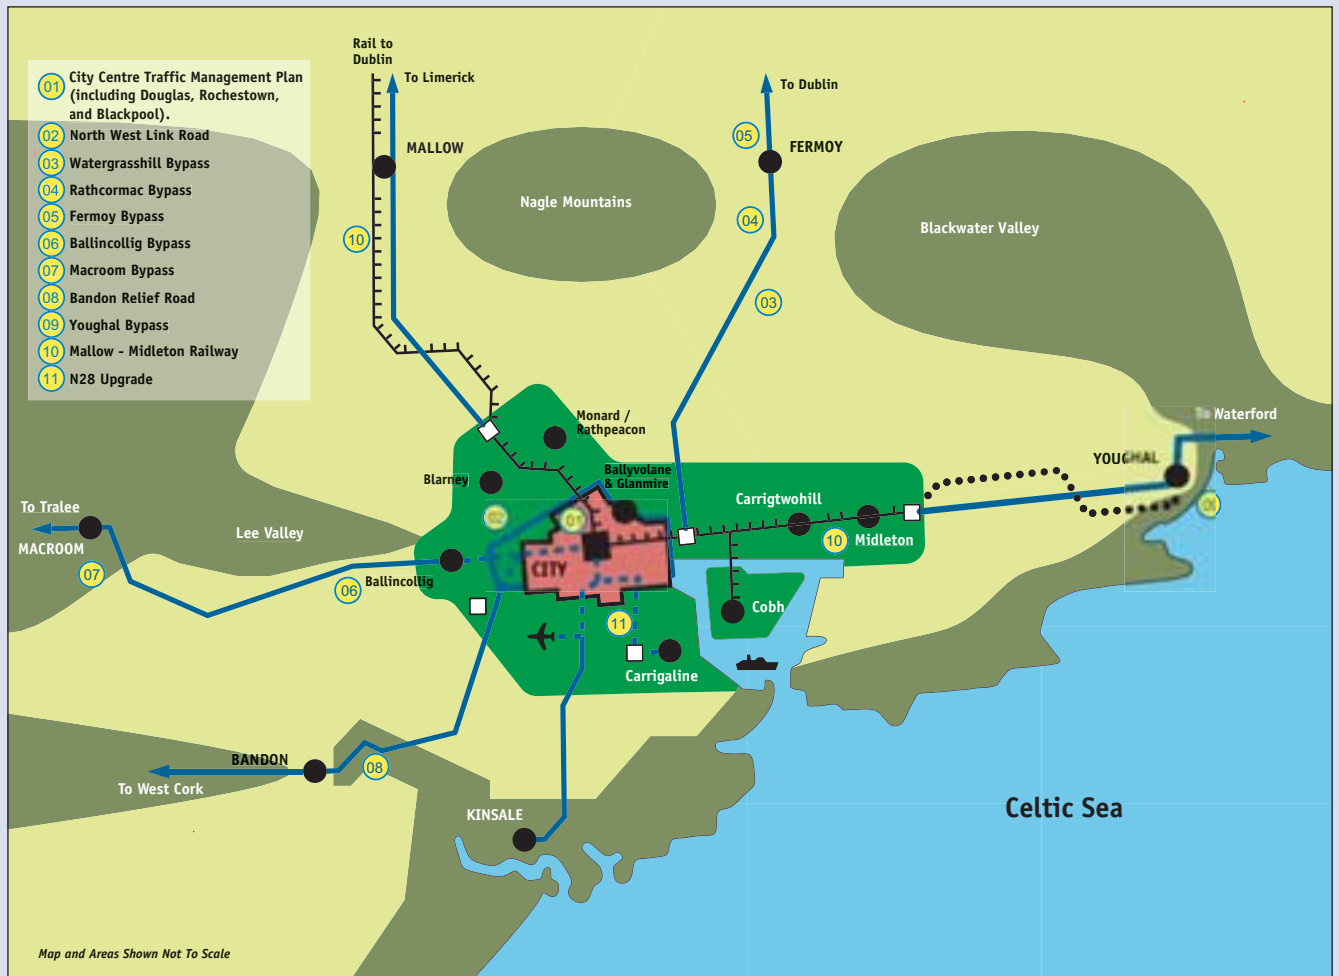 Rail to
Dublin
To Limerick
To Dublin
01 City Centre Traffic Management Plan
(including Douglas, Rochestown,
and Blackpool).
02 North West Link Road
03 Watergrasshill Bypass
04 Rathcormac Bypass
05 Fermoy Bypass
06 Ballincollig Bypass
07 Macroom Bypass
08 Bandon Relief Road
09 Youghal Bypass
10 Mallow - Midleton Railway
11 N28 Upgrade
MALLOW
05
FERMOY
Nagle Mountains
04
Blackwater Valley
10
03
Monard /
Rathpeacon
To Waterford
YOUGHAL
Blarney
Ballyvolane
& Glanmire
Carrigtwohill
To Tralee
02
01
09
Lee Valley
MACROOM
10
Midleton
07
06
Ballincollig
CITY
Cobh
11
Carrigaline
BANDON
08
To West Cork
KINSALE
Celtic Sea
Map and Areas Shown Not To Scale